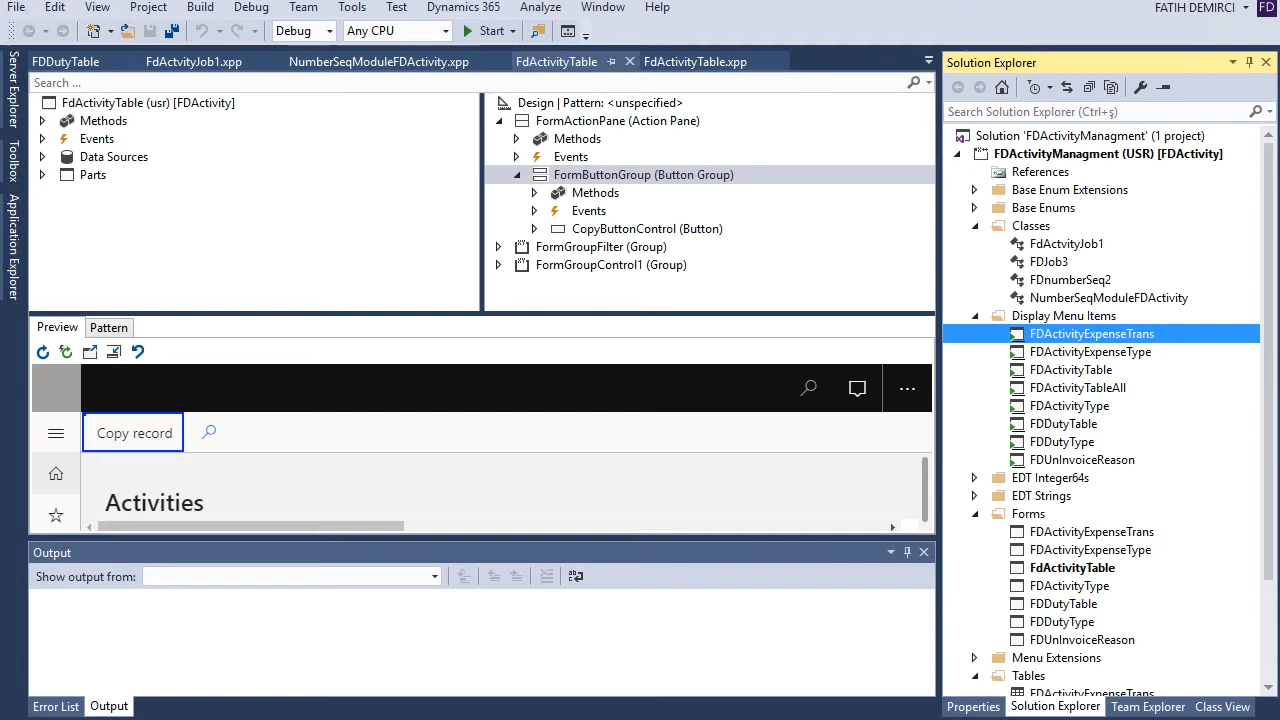 File Edit View Project Build Debug Team Tools Test Dynamics 365 Analyze Window Help FATIH DEMIRCI FD
Debug Any CPU Start
Server Explorer
Toolbox
Application Explorer
FDDutyTable FdActvityJob1.xpp NumberSeqModuleFDActivity.xpp FdActivityTable FdActivityTable.xpp
Search ...
FdActivityTable (usr) [FDActivity]
Methods
Events
Data Sources
Parts
Design | Pattern: <unspecified>
FormActionPane (Action Pane)
Methods
Events
FormButtonGroup (Button Group)
Methods
Events
CopyButtonControl (Button)
FormGroupFilter (Group)
FormGroupControl1 (Group)
Preview Pattern
Copy record
Activities
Output
Show output from:
Error List Output
Solution Explorer
Search Solution Explorer (Ctrl+ş)
Solution 'FDActivityManagment' (1 project)
FDActivityManagment (USR) [FDActivity]
References
Base Enum Extensions
Base Enums
Classes
FdActvityJob1
FDJob3
FDnumberSeq2
NumberSeqModuleFDActivity
Display Menu Items
FDActivityExpenseTrans
FDActivityExpenseType
FDActivityTable
FDActivityTableAll
FDActivityType
FDDutyTable
FDDutyType
FDUnInvoiceReason
EDT Integer64s
EDT Strings
Forms
FDActivityExpenseTrans
FDActivityExpenseType
FdActivityTable
FDActivityType
FDDutyTable
FDDutyType
FDUnInvoiceReason
Menu Extensions
Tables
FDActivityExpenseTrans
Properties Solution Explorer Team Explorer Class View